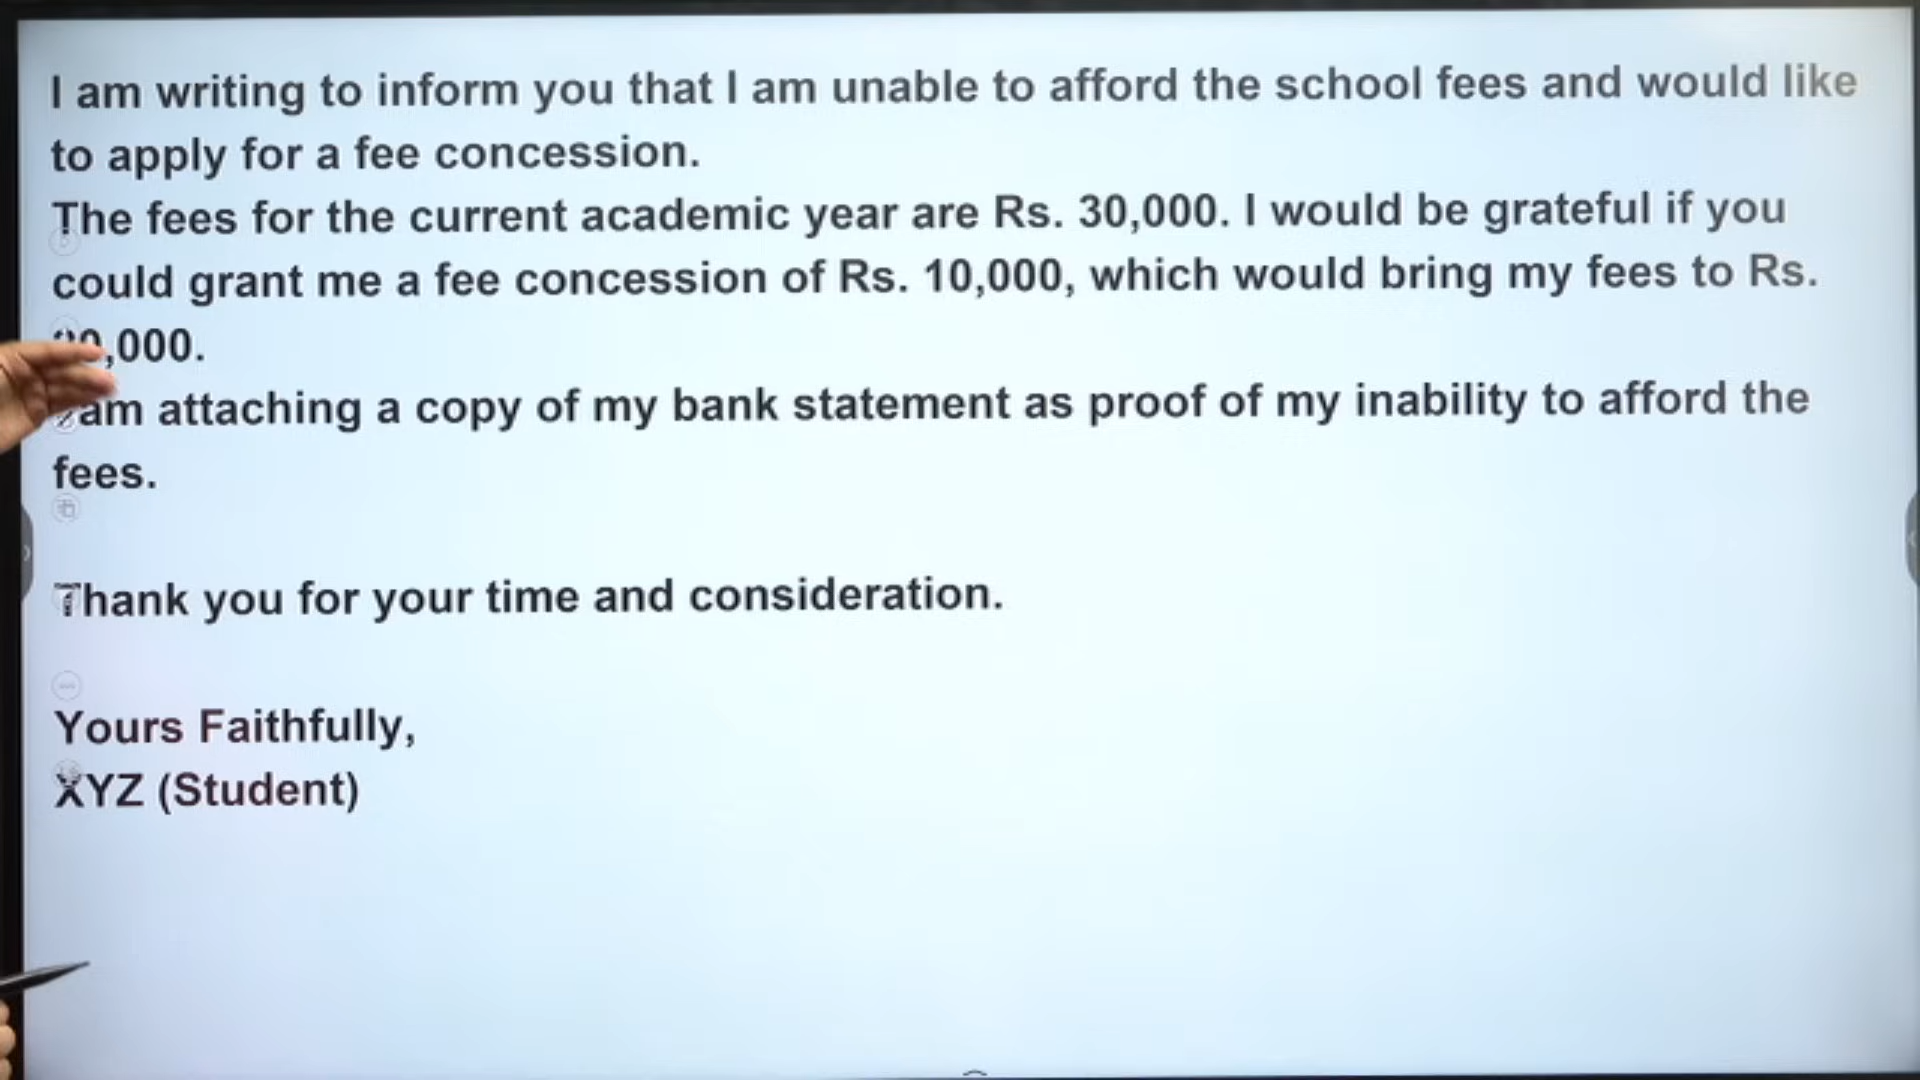 I am writing to inform you that I am unable to afford the school fees and would like
to apply for a fee concession.
The fees for the current academic year are Rs. 30,000. I would be grateful if you
could grant me a fee concession of Rs. 10,000, which would bring my fees to Rs.
,000.
am attaching a copy of my bank statement as proof of my inability to afford the
fees.
Thank you for your time and consideration.
Yours Faithfully,
XYZ (Student)